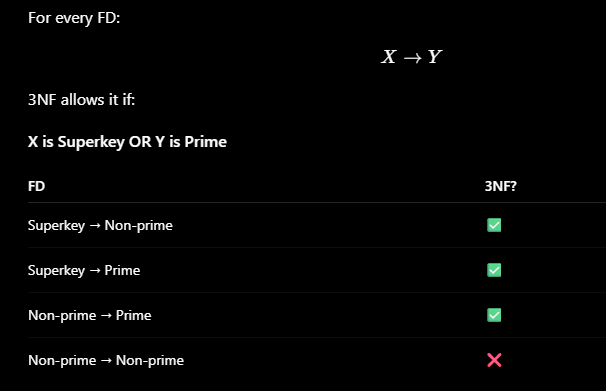 For every FD:
X → Y
3NF allows it if:
X is Superkey OR Y is Prime
FD 3NF?
Superkey → Non-prime ✅
Superkey → Prime ✅
Non-prime → Prime ✅
Non-prime → Non-prime ❌